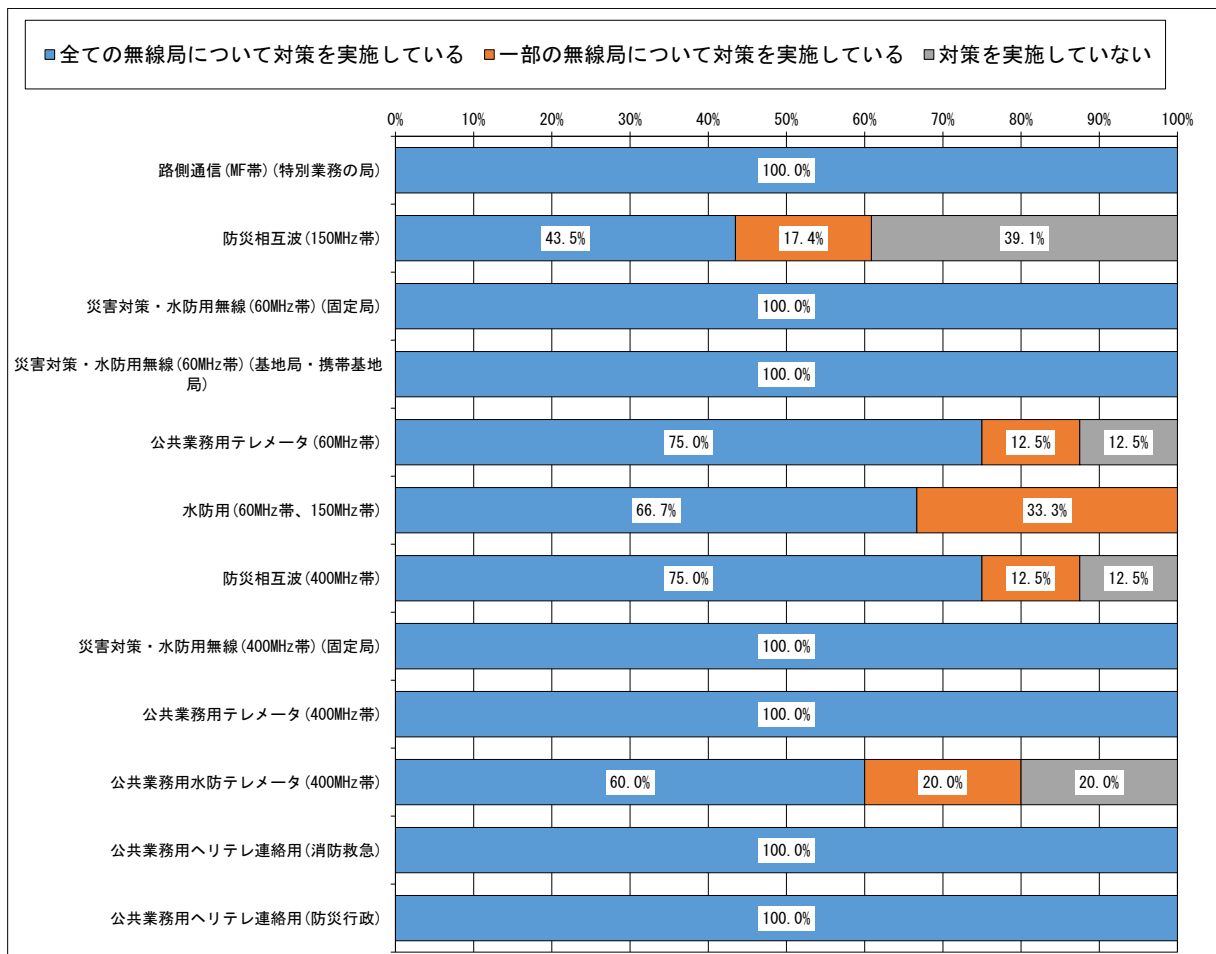 ■全ての無線局について対策を実施している ■一部の無線局について対策を実施している ■対策を実施していない
0% 10% 20% 30% 40% 50% 60% 70% 80% 90% 100%
路側通信(MF帯)(特別業務の局) 100.0%
防災相互波(150MHz帯) 43.5% 17.4% 39.1%
災害対策・水防用無線(60MHz帯)(固定局) 100.0%
災害対策・水防用無線(60MHz帯)(基地局・携帯基地
局) 100.0%
公共業務用テレメータ(60MHz帯) 75.0% 12.5% 12.5%
水防用(60MHz帯、150MHz帯) 66.7% 33.3%
防災相互波(400MHz帯) 75.0% 12.5% 12.5%
災害対策・水防用無線(400MHz帯)(固定局) 100.0%
公共業務用テレメータ(400MHz帯) 100.0%
公共業務用水防テレメータ(400MHz帯) 60.0% 20.0% 20.0%
公共業務用ヘリテレ連絡用(消防救急) 100.0%
公共業務用ヘリテレ連絡用(防災行政) 100.0%